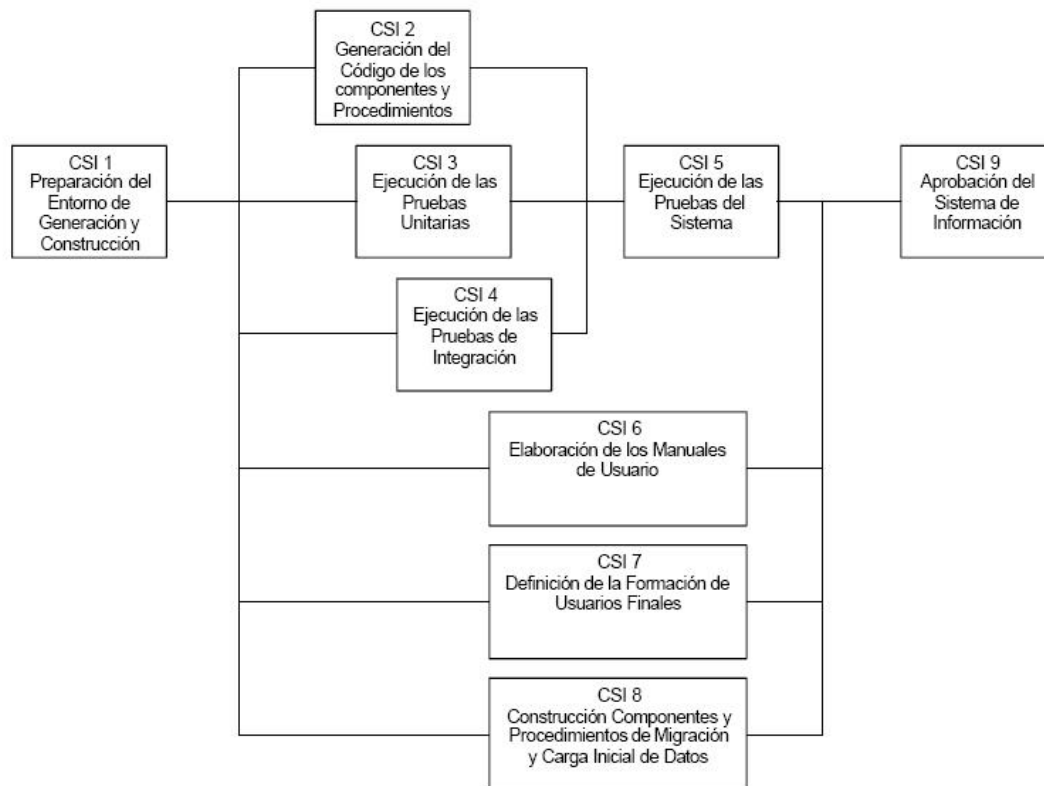 CSI 2
Generación del
Código de los
componentes y
Procedimientos
CSI 1
Preparación del
Entorno de
Generación y
Construcción
CSI 3
Ejecución de las
Pruebas
Unitarias
CSI 5
Ejecución de las
Pruebas del
Sistema
CSI 9
Aprobación del
Sistema de
Información
CSI 4
Ejecución de las
Pruebas de
Integración
CSI 6
Elaboración de los Manuales
de Usuario
CSI 7
Definición de la Formación de
Usuarios Finales
CSI 8
Construcción Componentes y
Procedimientos de Migración
y Carga Inicial de Datos